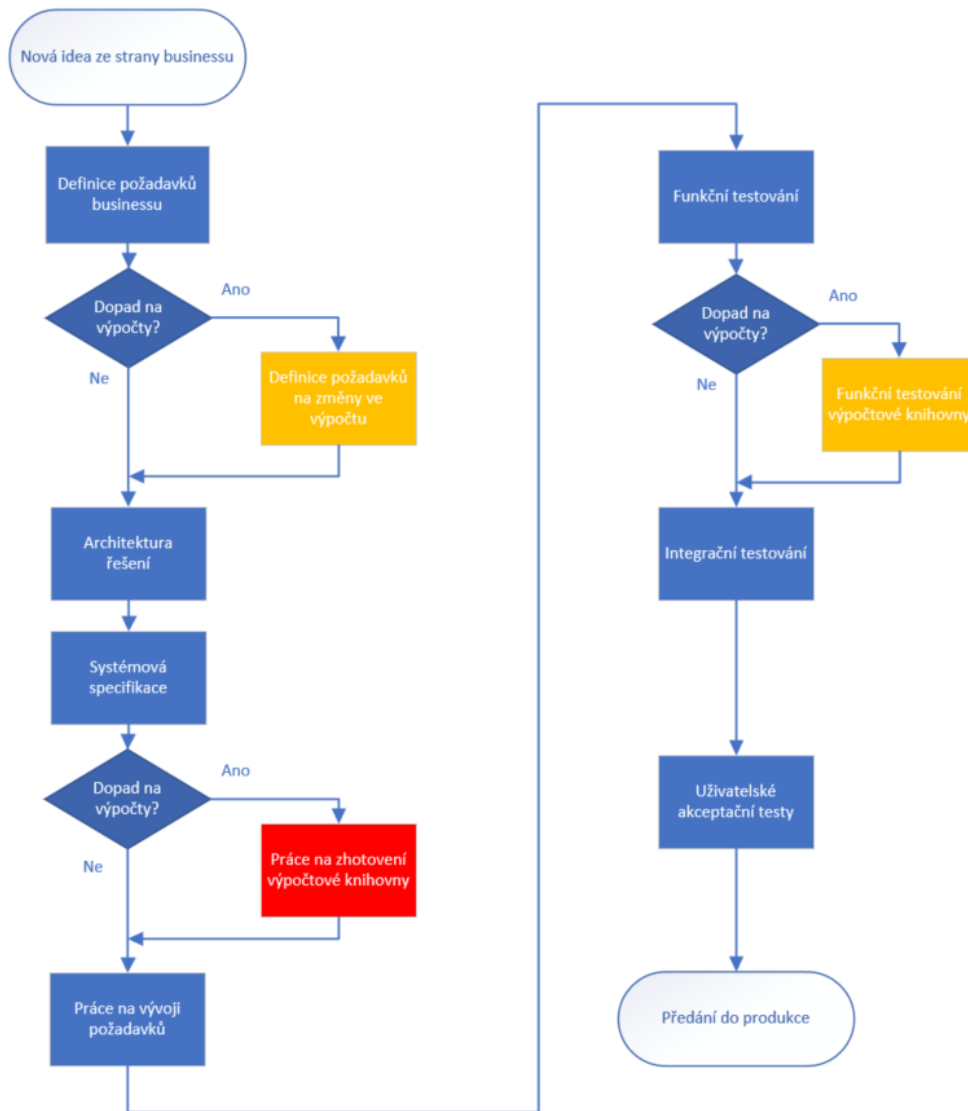 Nová idea ze strany businessu
Definice požadavků
businessu
Dopad na
výpočty?
Ano
Ne
Definice požadavků
na změny ve
výpočtu
Architektura
řešení
Systémová
specifikace
Dopad na
výpočty?
Ano
Ne
Práce na zhotovení
výpočtové knihovny
Práce na vývoji
požadavků
Funkční testování
Dopad na
výpočty?
Ano
Ne
Funkční testování
výpočtové knihovny
Integrační testování
Uživatelské
akceptační testy
Předání do produkce